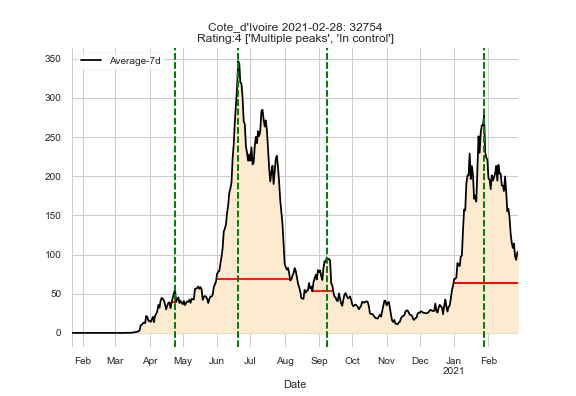 Cote_d'Ivoire 2021-02-28: 32754
Rating:4 ['Multiple peaks', 'In control']
Average-7d
350
300
250
200
150
100
50
0
Feb Mar Apr May Jun Jul Aug Sep Oct Nov Dec Jan Feb
2021
Date